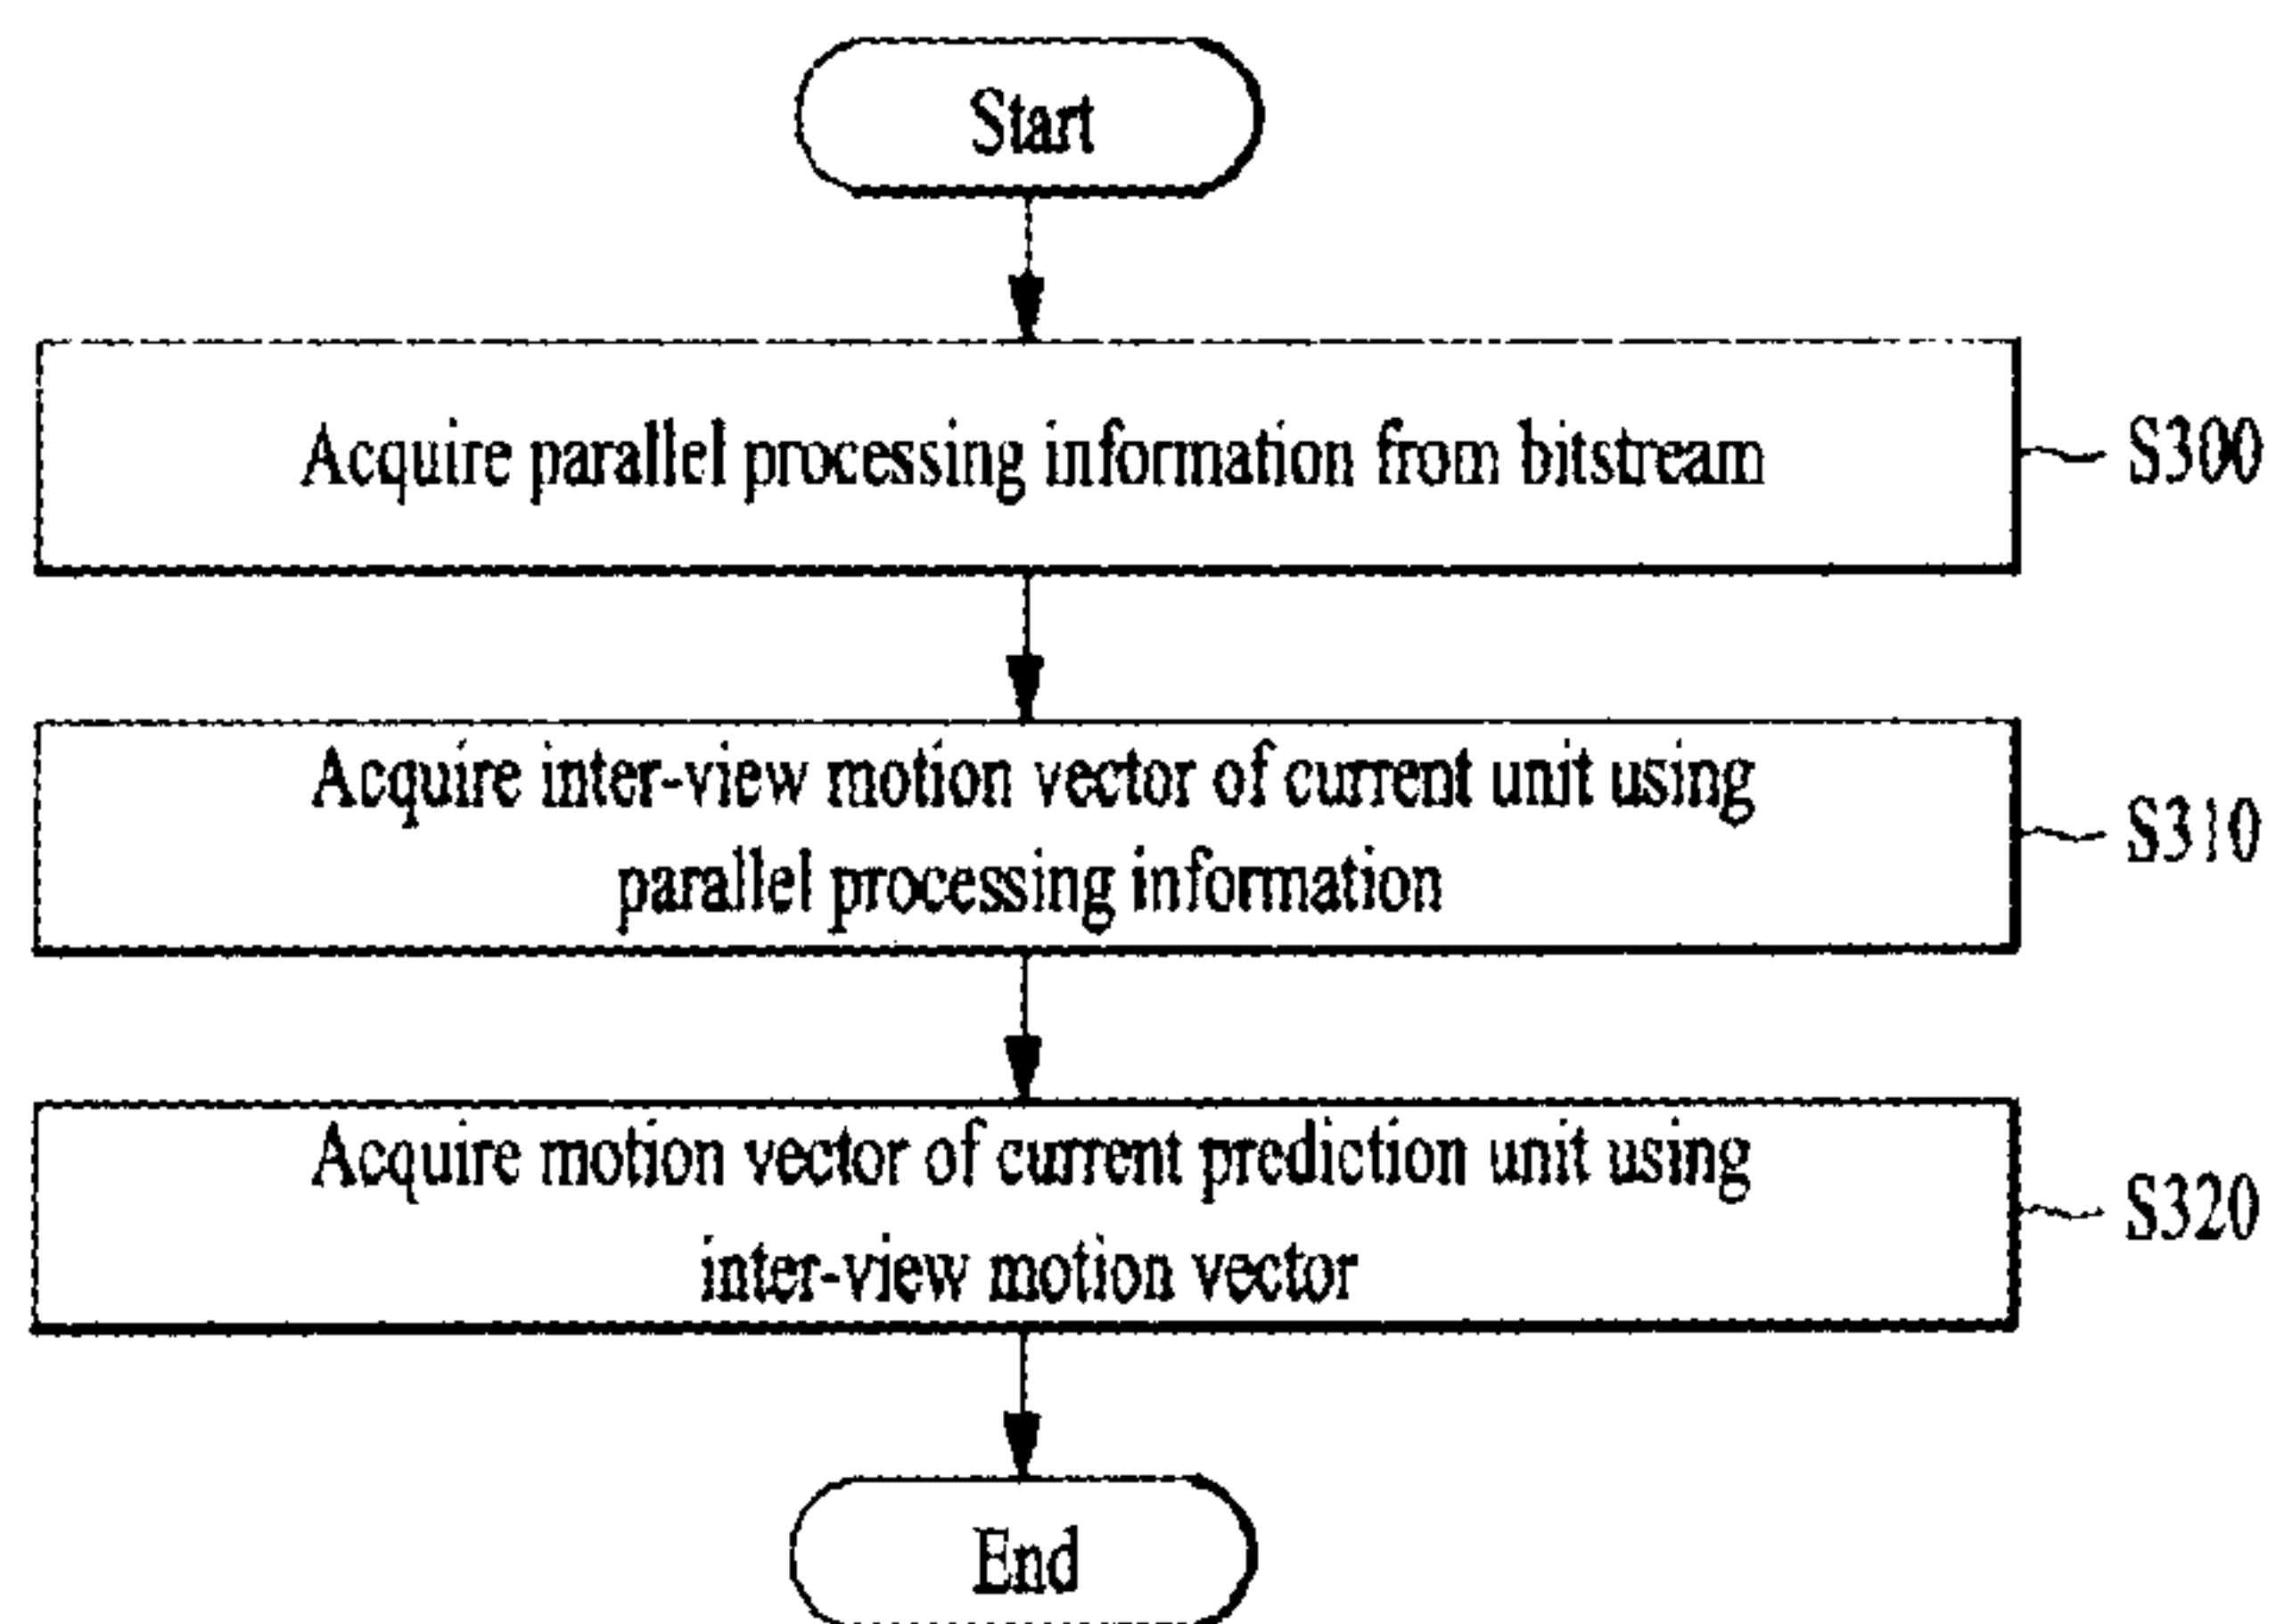 Start
Acquire parallel processing information from bitstream
S300
Acquire inter-view motion vector of current unit using
parallel processing information
S310
Acquire motion vector of current prediction unit using
inter-view motion vector
S320
End